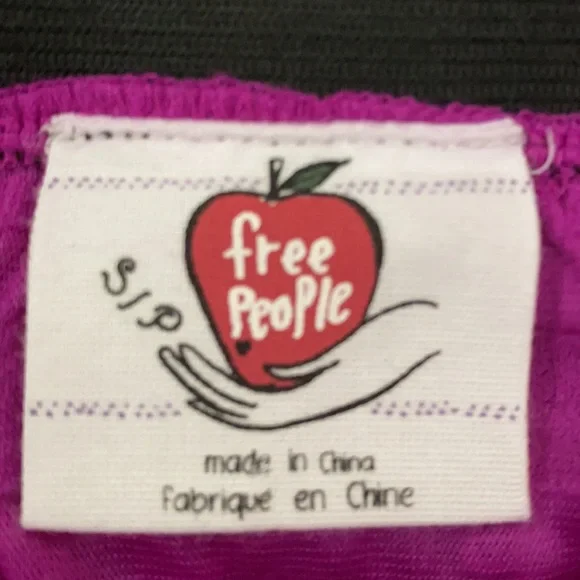 free
People
S/P
made in China
Fabriqué en Chine